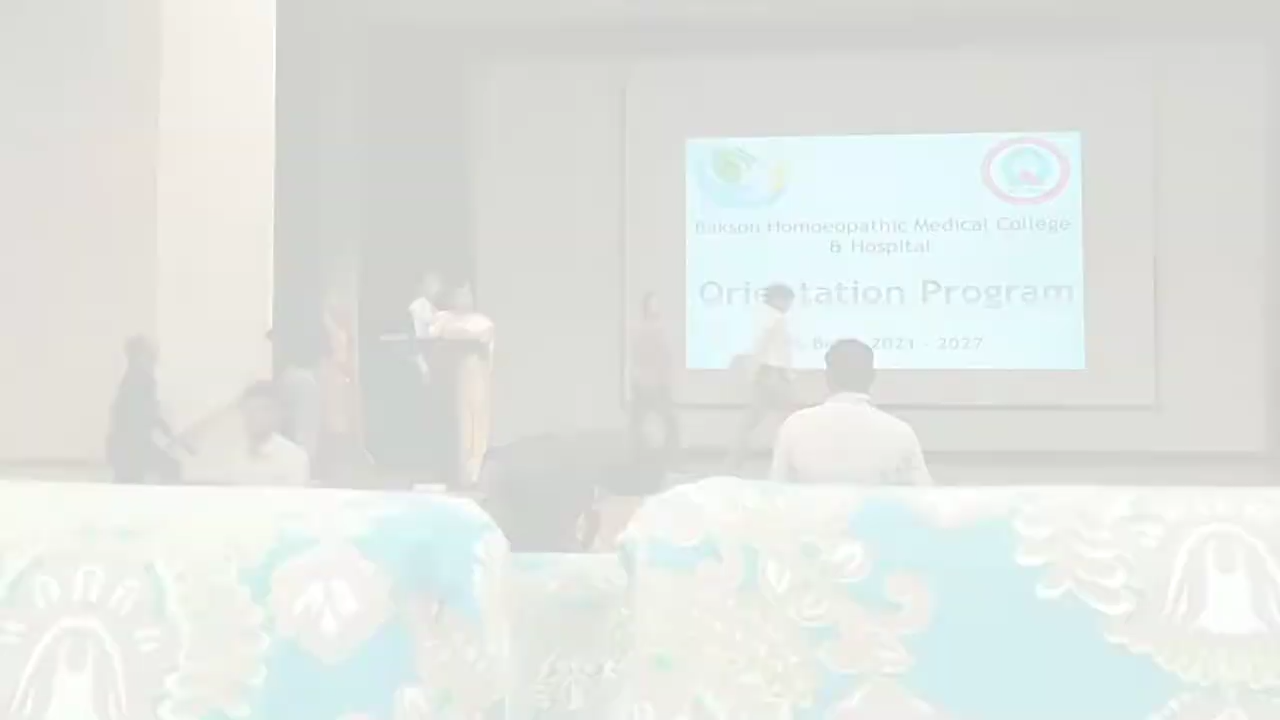 Bakson Homoeopathic Medical College
& Hospital
Orientation Program
2021 - 2027